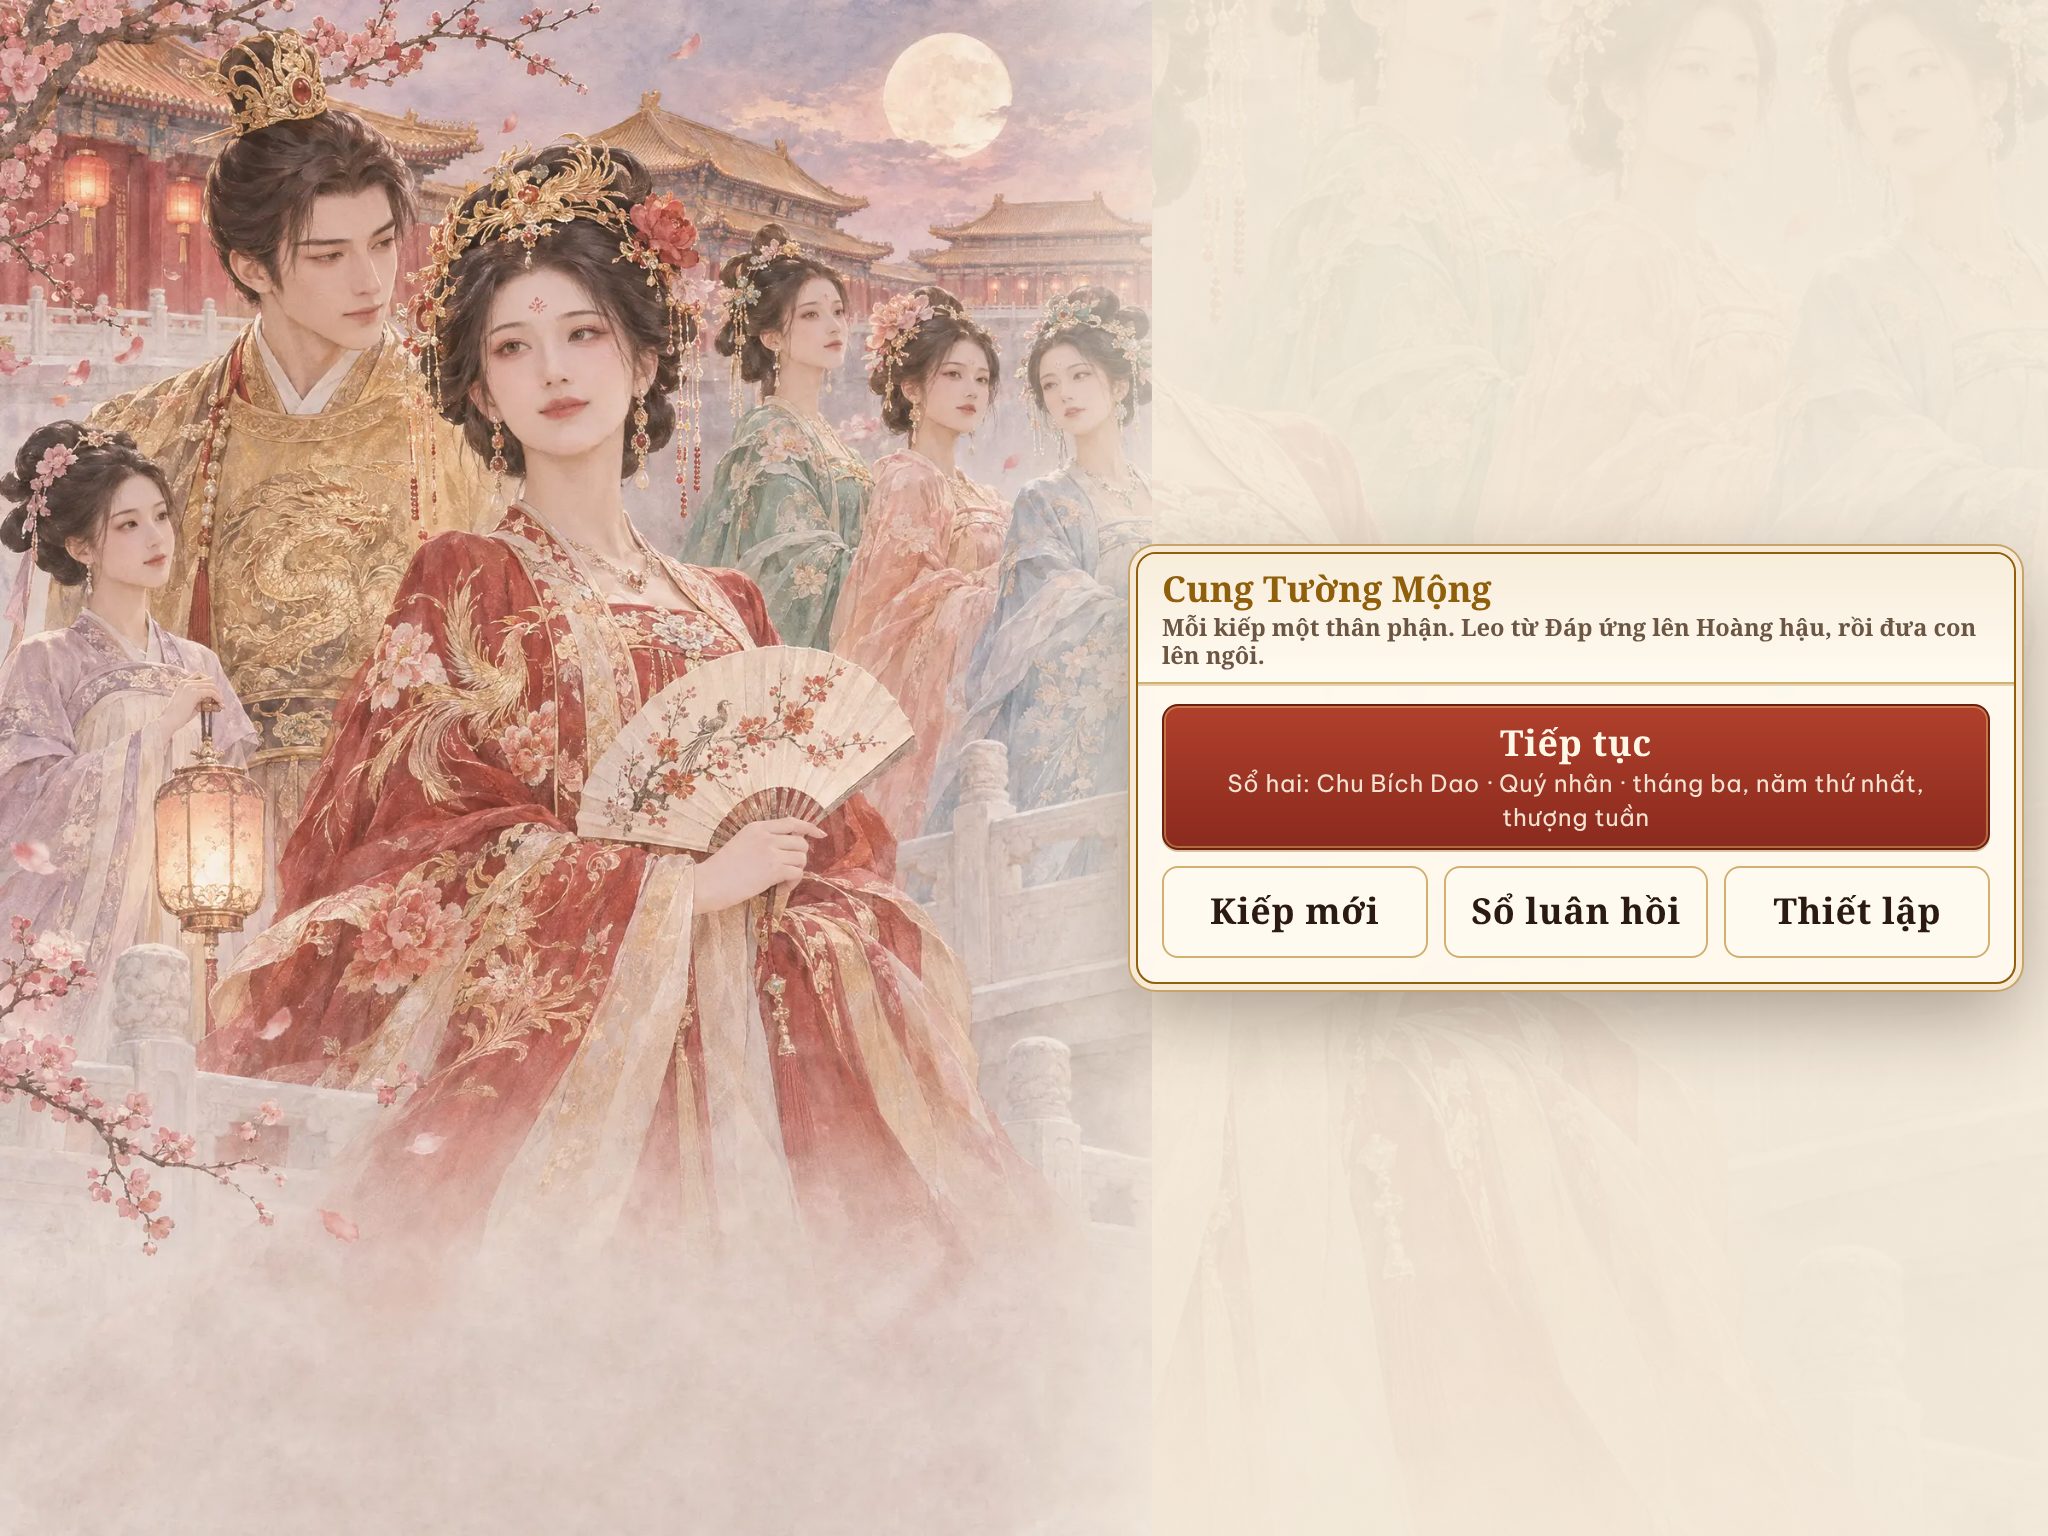 Cung Tường Mộng
Mỗi kiếp một thân phận. Leo từ Đáp ứng lên Hoàng hậu, rồi đưa con
lên ngôi.
Tiếp tục
Sổ hai: Chu Bích Dao · Quý nhân · tháng ba, năm thứ nhất,
thượng tuần
Kiếp mới
Sổ luân hồi
Thiết lập